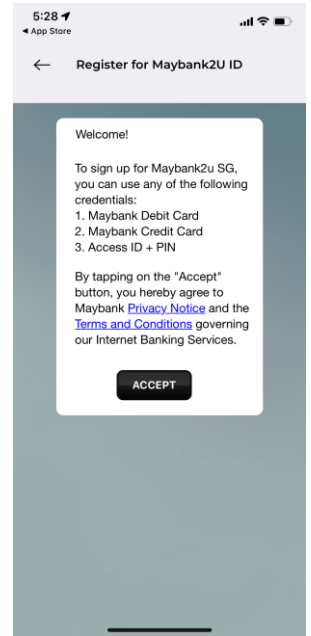 5:28
◀ App Store
Register for Maybank2U ID
Welcome!
To sign up for Maybank2u SG,
you can use any of the following
credentials:
1. Maybank Debit Card
2. Maybank Credit Card
3. Access ID + PIN
By tapping on the "Accept"
button, you hereby agree to
Maybank Privacy Notice and the
Terms and Conditions governing
our Internet Banking Services.
ACCEPT